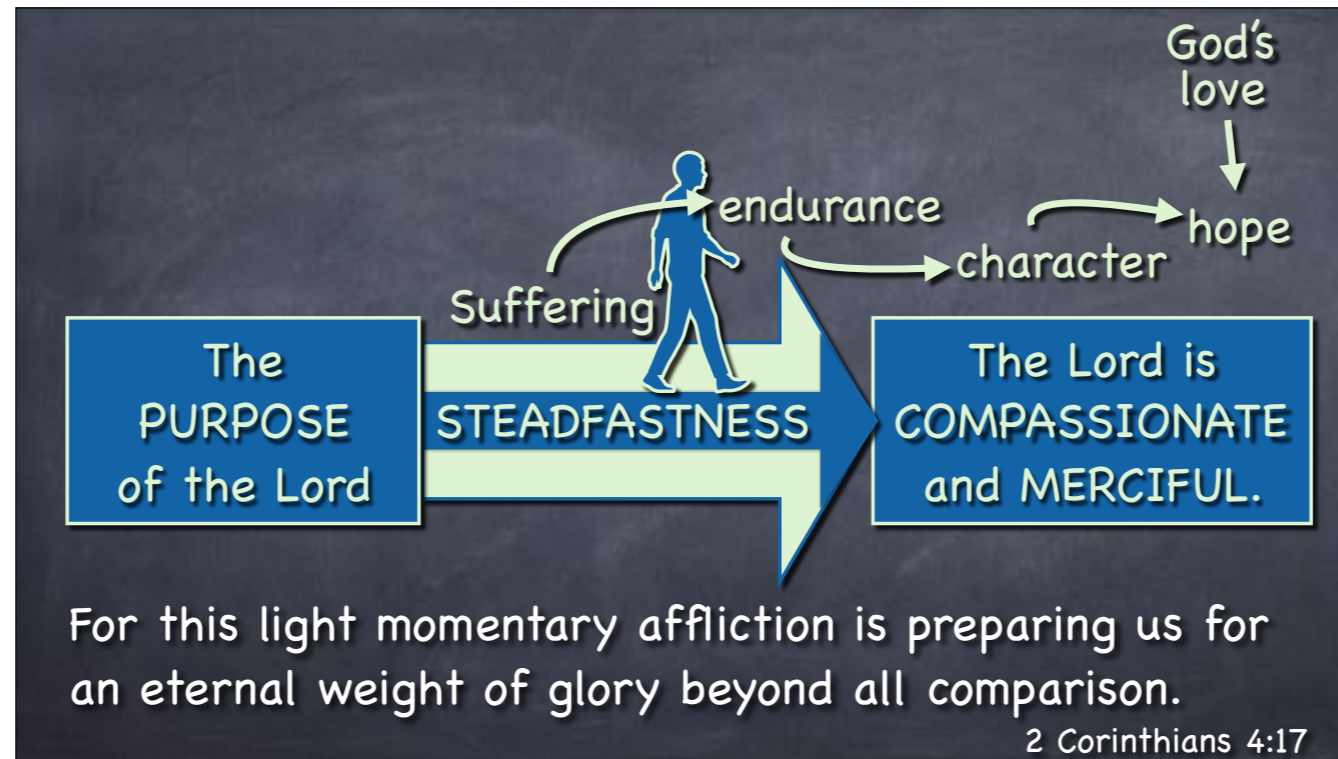 God's
love
endurance
hope
character
Suffering
The
PURPOSE
of the Lord
STEADFASTNESS
The Lord is
COMPASSIONATE
and MERCIFUL.
For this light momentary affliction is preparing us for
an eternal weight of glory beyond all comparison.
2 Corinthians 4:17